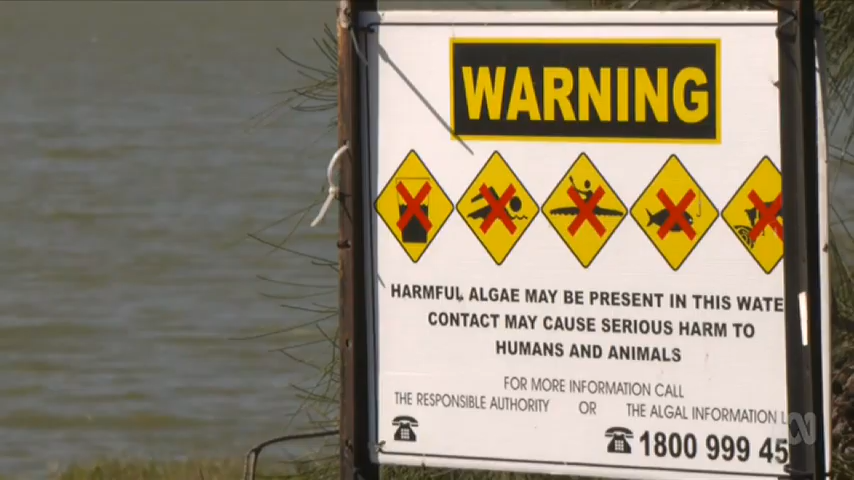 WARNING
HARMFUL ALGAE MAY BE PRESENT IN THIS WATE
CONTACT MAY CAUSE SERIOUS HARM TO
HUMANS AND ANIMALS
FOR MORE INFORMATION CALL
THE RESPONSIBLE AUTHORITY OR THE ALGAL INFORMATION L
1800 999 45